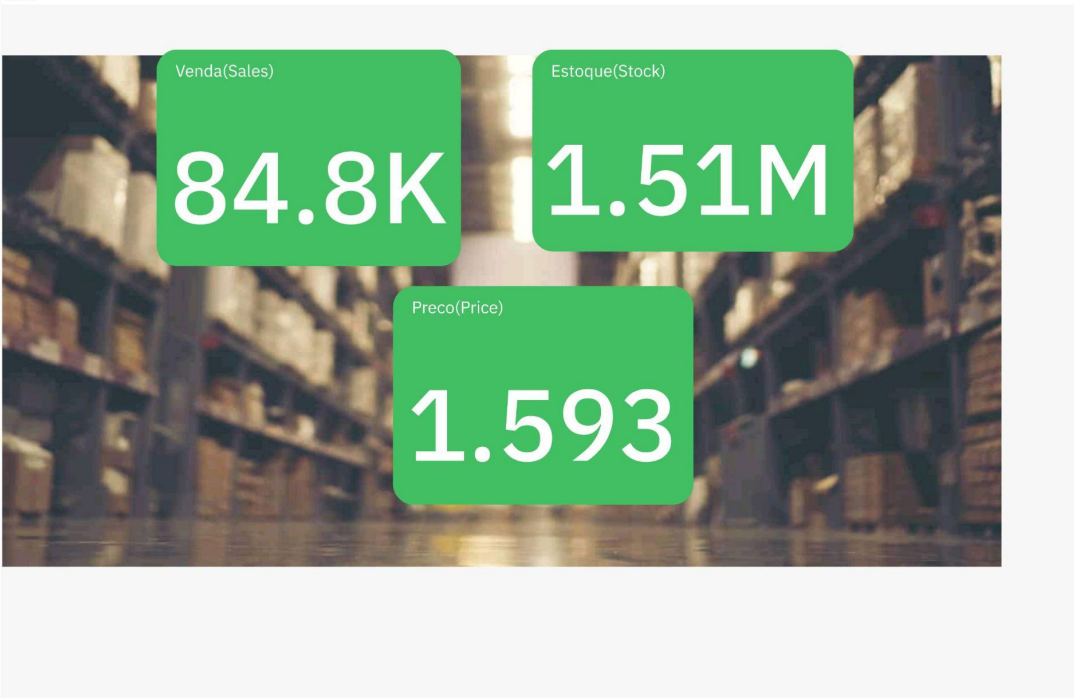 Venda(Sales)
84.8K
Estoque(Stock)
1.51M
Preco(Price)
1.593